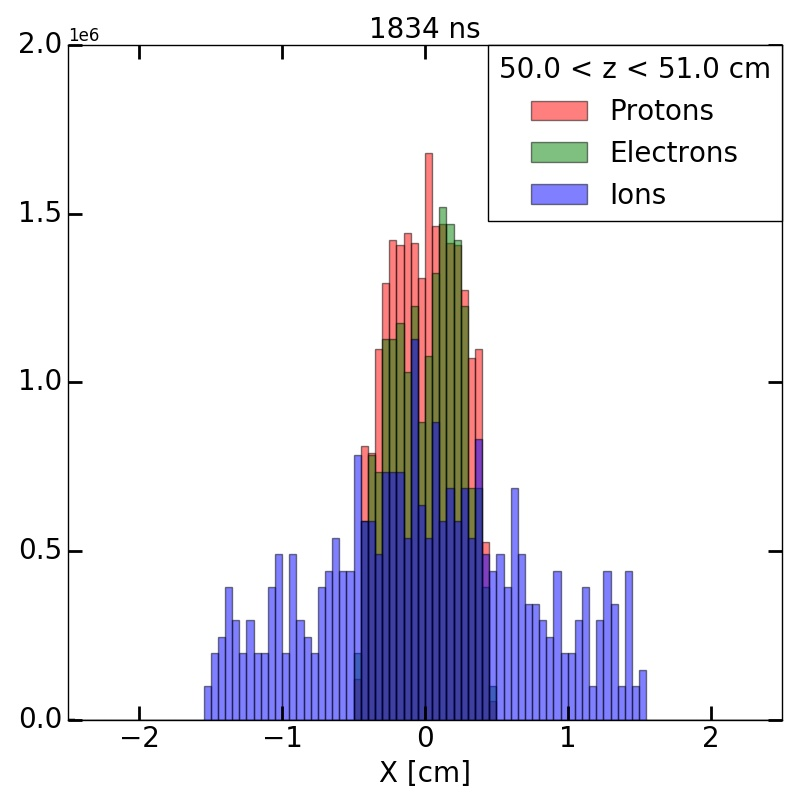 1834 ns
1e6
2.0
1.5
1.0
0.5
0.0
50.0 < z < 51.0 cm
Protons
Electrons
Ions
−2 −1 0 1 2
X [cm]